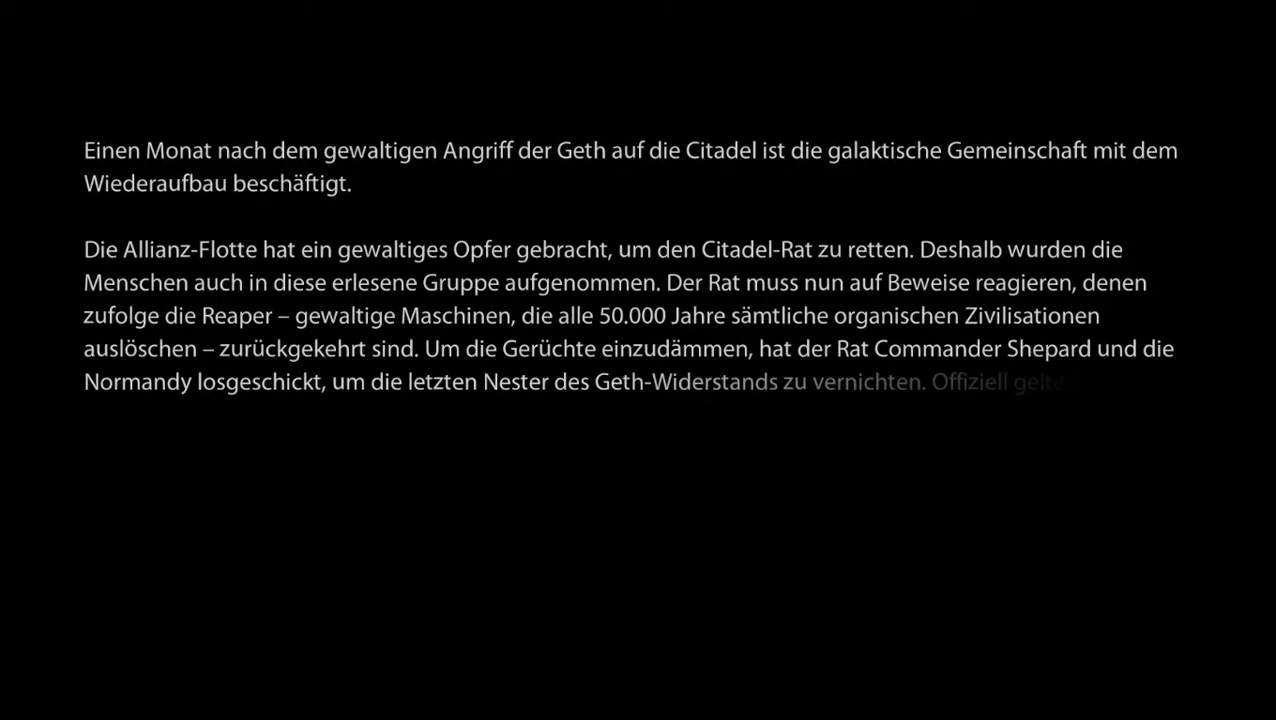 Einen Monat nach dem gewaltigen Angriff der Geth auf die Citadel ist die galaktische Gemeinschaft mit dem
Wiederaufbau beschäftigt.
Die Allianz-Flotte hat ein gewaltiges Opfer gebracht, um den Citadel-Rat zu retten. Deshalb wurden die
Menschen auch in diese erlesene Gruppe aufgenommen. Der Rat muss nun auf Beweise reagieren, denen
zufolge die Reaper – gewaltige Maschinen, die alle 50.000 Jahre sämtliche organischen Zivilisationen
auslöschen – zurückgekehrt sind. Um die Gerüchte einzudämmen, hat der Rat Commander Shepard und die
Normandy losgeschickt, um die letzten Nester des Geth-Widerstands zu vernichten. Offiziell